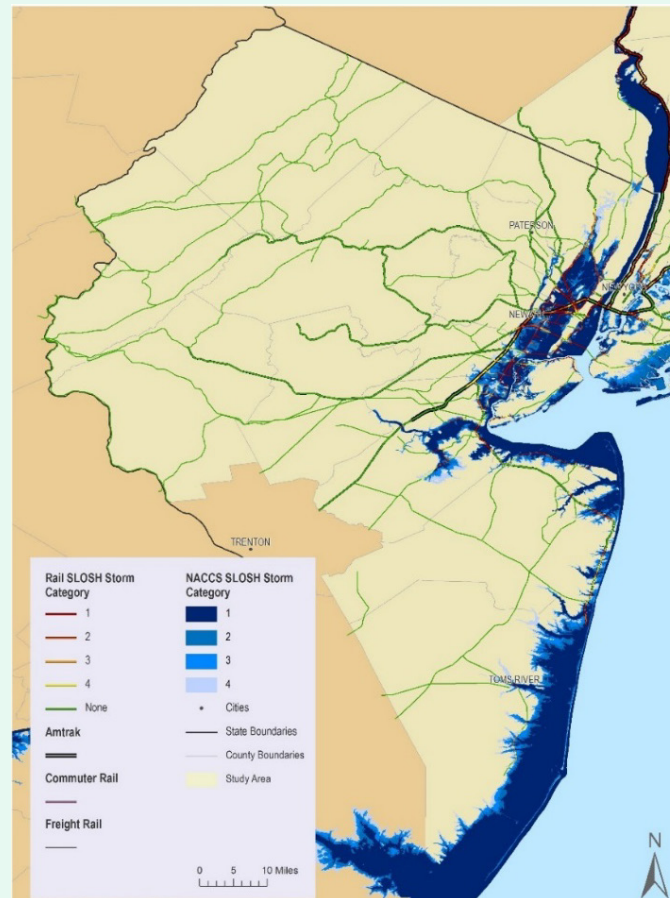 PATERSON
NEW YORK
NEWARK
TRENTON
TOMS RIVER
Rail SLOSH Storm
Category
1
2
3
4
None
Amtrak
Commuter Rail
Freight Rail
NACCS SLOSH Storm
Category
1
2
3
4
Cities
State Boundaries
County Boundaries
Study Area
0 5 10 Miles
N